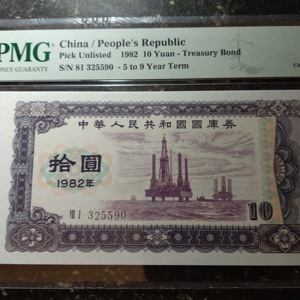 PMG
MONEY GUARANTY
China / People's Republic
Pick Unlisted 1982 10 Yuan - Treasury Bond
S/N 81 325590 - 5 to 9 Year Term
中華人民共和國國庫券
拾圓
1982年
325590
10